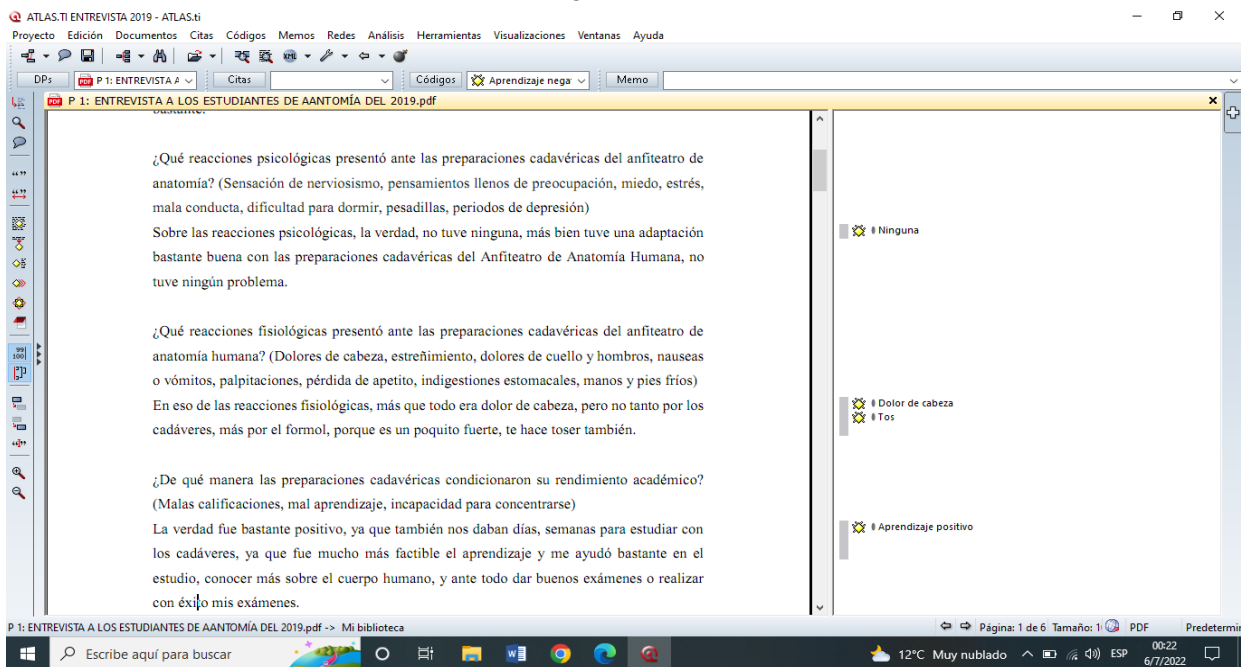 ATLAS.TI ENTREVISTA 2019 - ATLAS.ti
Proyecto Edición Documentos Citas Códigos Memos Redes Análisis Herramientas Visualizaciones Ventanas Ayuda
DPs P 1: ENTREVISTA A Citas Códigos Aprendizaje nega Memo
P 1: ENTREVISTA A LOS ESTUDIANTES DE AANTOMÍA DEL 2019.pdf
bastante.
¿Qué reacciones psicológicas presentó ante las preparaciones cadavéricas del anfiteatro de
anatomía? (Sensación de nerviosismo, pensamientos llenos de preocupación, miedo, estrés,
mala conducta, dificultad para dormir, pesadillas, periodos de depresión)
Sobre las reacciones psicológicas, la verdad, no tuve ninguna, más bien tuve una adaptación
bastante buena con las preparaciones cadavéricas del Anfiteatro de Anatomía Humana, no
tuve ningún problema.
Ninguna
¿Qué reacciones fisiológicas presentó ante las preparaciones cadavéricas del anfiteatro de
anatomía humana? (Dolores de cabeza, estreñimiento, dolores de cuello y hombros, nauseas
o vómitos, palpitaciones, pérdida de apetito, indigestiones estomacales, manos y pies fríos)
En eso de las reacciones fisiológicas, más que todo era dolor de cabeza, pero no tanto por los
cadáveres, más por el formol, porque es un poquito fuerte, te hace toser también.
Dolor de cabeza
Tos
¿De qué manera las preparaciones cadavéricas condicionaron su rendimiento académico?
(Malas calificaciones, mal aprendizaje, incapacidad para concentrarse)
La verdad fue bastante positivo, ya que también nos daban días, semanas para estudiar con
los cadáveres, ya que fue mucho más factible el aprendizaje y me ayudó bastante en el
estudio, conocer más sobre el cuerpo humano, y ante todo dar buenos exámenes o realizar
con éxito mis exámenes.
Aprendizaje positivo
P 1: ENTREVISTA A LOS ESTUDIANTES DE AANTOMÍA DEL 2019.pdf -> Mi biblioteca Página: 1 de 6 Tamaño: 1 PDF Predetermi
Escribe aquí para buscar 12°C Muy nublado ESP 00:22
6/7/2022